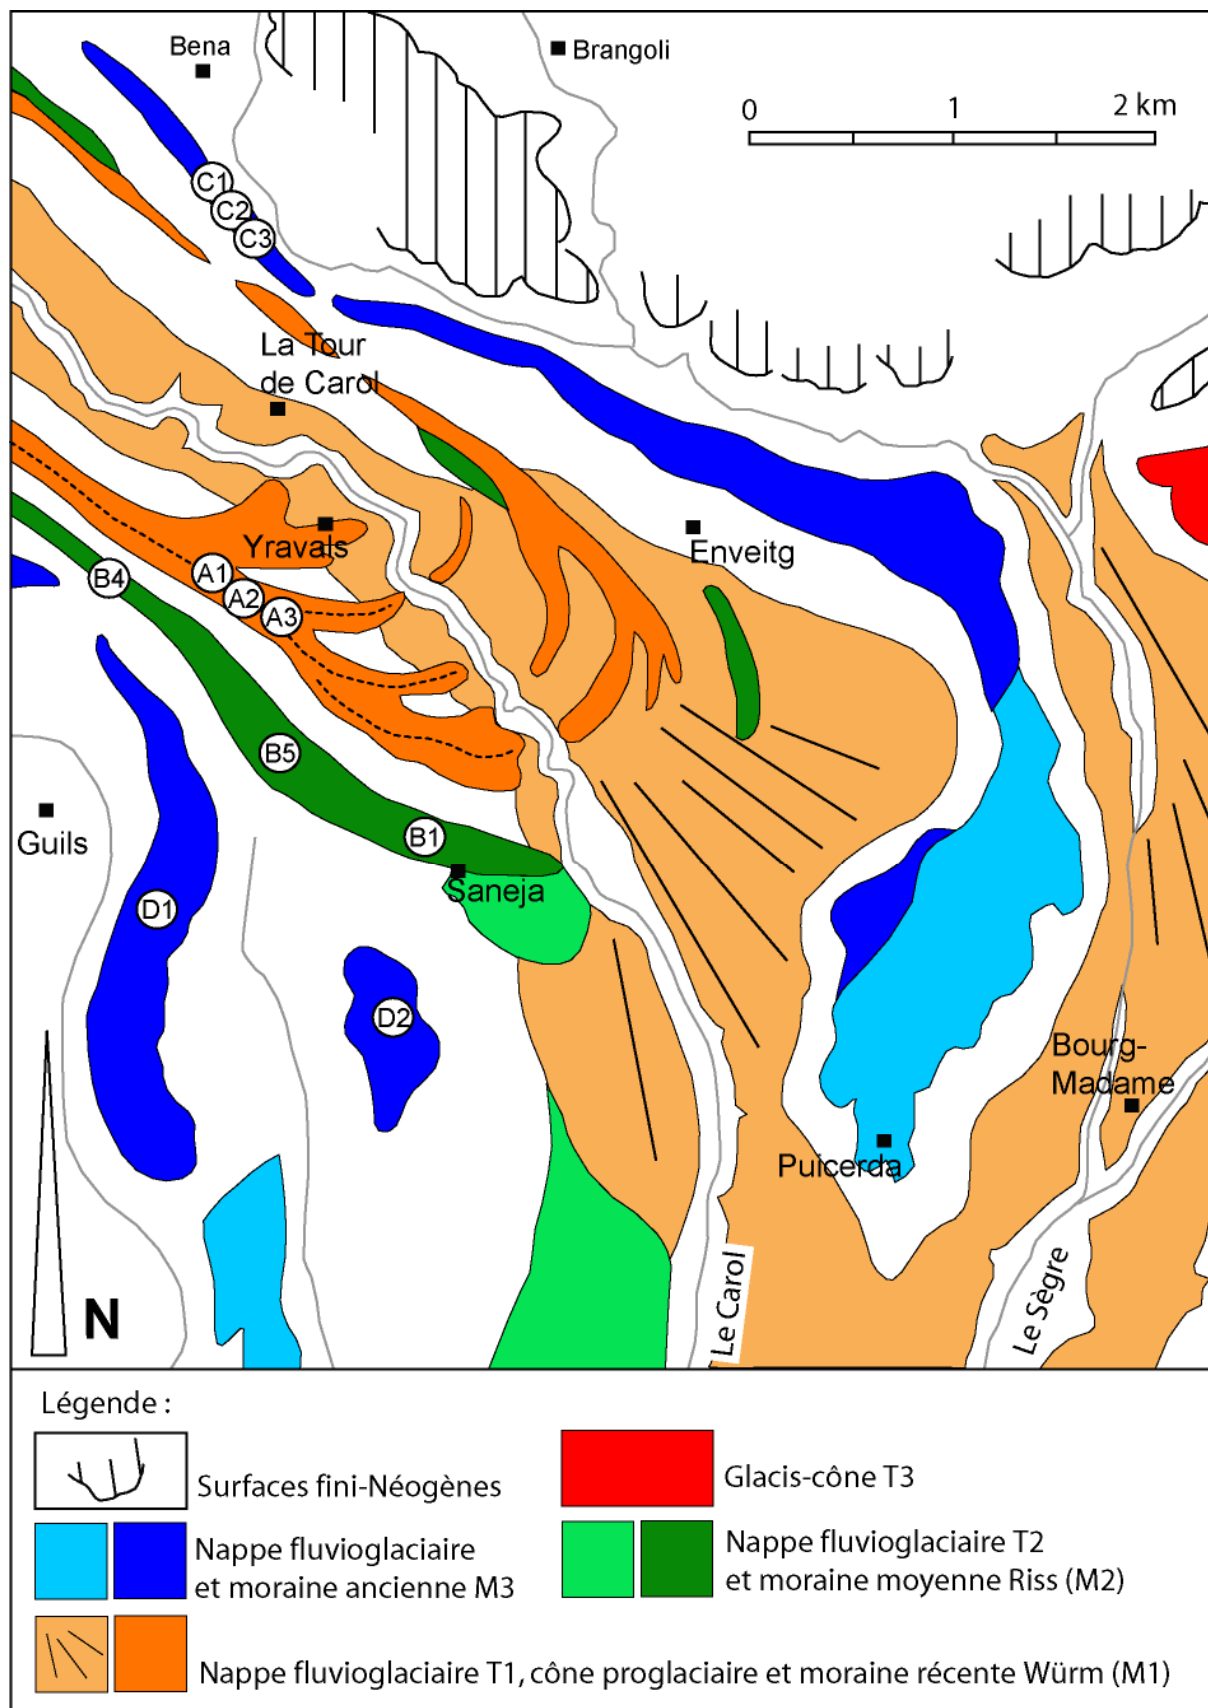 Bena
Brangoli
0 1 2 km
C1
C2
C3
La Tour
de Carol
Yravals
Enveitg
B4
A1
A2
A3
B5
Guils
B1
Saneja
D1
D2
Bourg-
Madame
Puicerda
Le Carol
Le Sègre
N
Légende :
Surfaces fini-Néogènes
Glacis-cône T3
Nappe fluvioglaciaire
et moraine ancienne M3
Nappe fluvioglaciaire T2
et moraine moyenne Riss (M2)
Nappe fluvioglaciaire T1, cône proglaciaire et moraine récente Würm (M1)